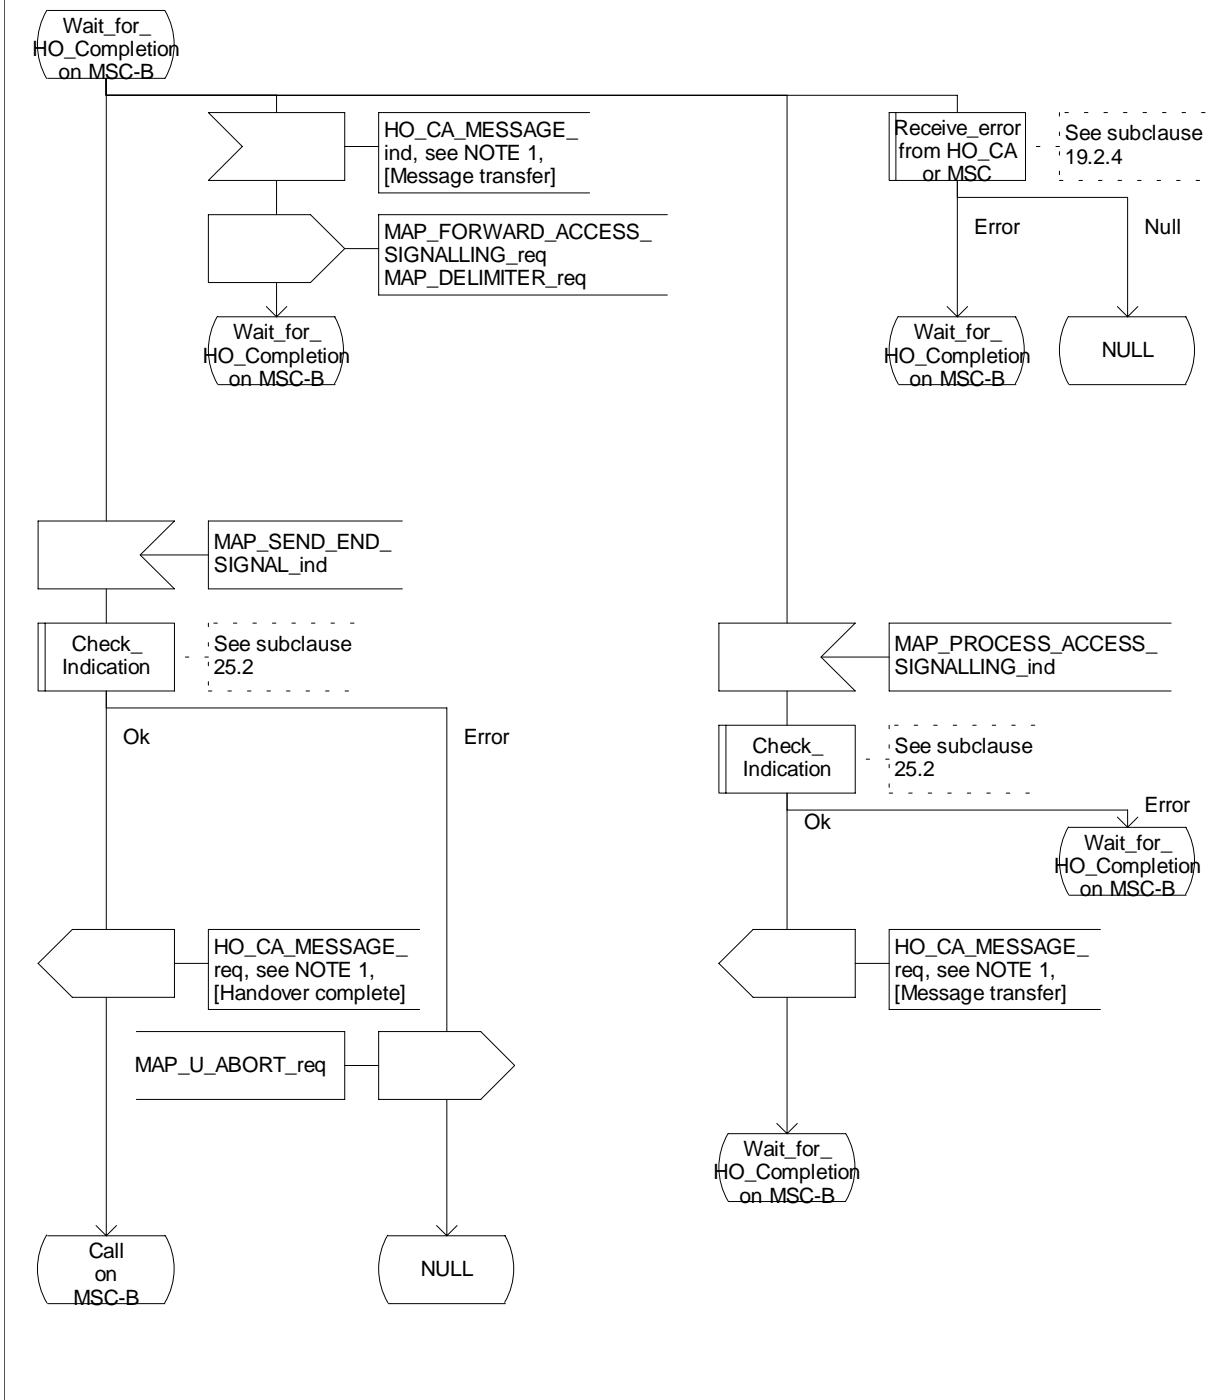 Wait_for_
HO_Completion
on MSC-B
HO_CA_MESSAGE_
ind, see NOTE 1,
[Message transfer]
Receive_error
from HO_CA
or MSC
See subclause
19.2.4
MAP_FORWARD_ACCESS_
SIGNALLING_req
MAP_DELIMITER_req
Error
Null
Wait_for_
HO_Completion
on MSC-B
Wait_for_
HO_Completion
on MSC-B
NULL
MAP_SEND_END_
SIGNAL_ind
Check_
Indication
See subclause
25.2
MAP_PROCESS_ACCESS_
SIGNALLING_ind
Ok
Error
Check_
Indication
See subclause
25.2
Ok
Error
Wait_for_
HO_Completion
on MSC-B
HO_CA_MESSAGE_
req, see NOTE 1,
[Handover complete]
HO_CA_MESSAGE_
req, see NOTE 1,
[Message transfer]
MAP_U_ABORT_req
Wait_for_
HO_Completion
on MSC-B
Call
on
MSC-B
NULL